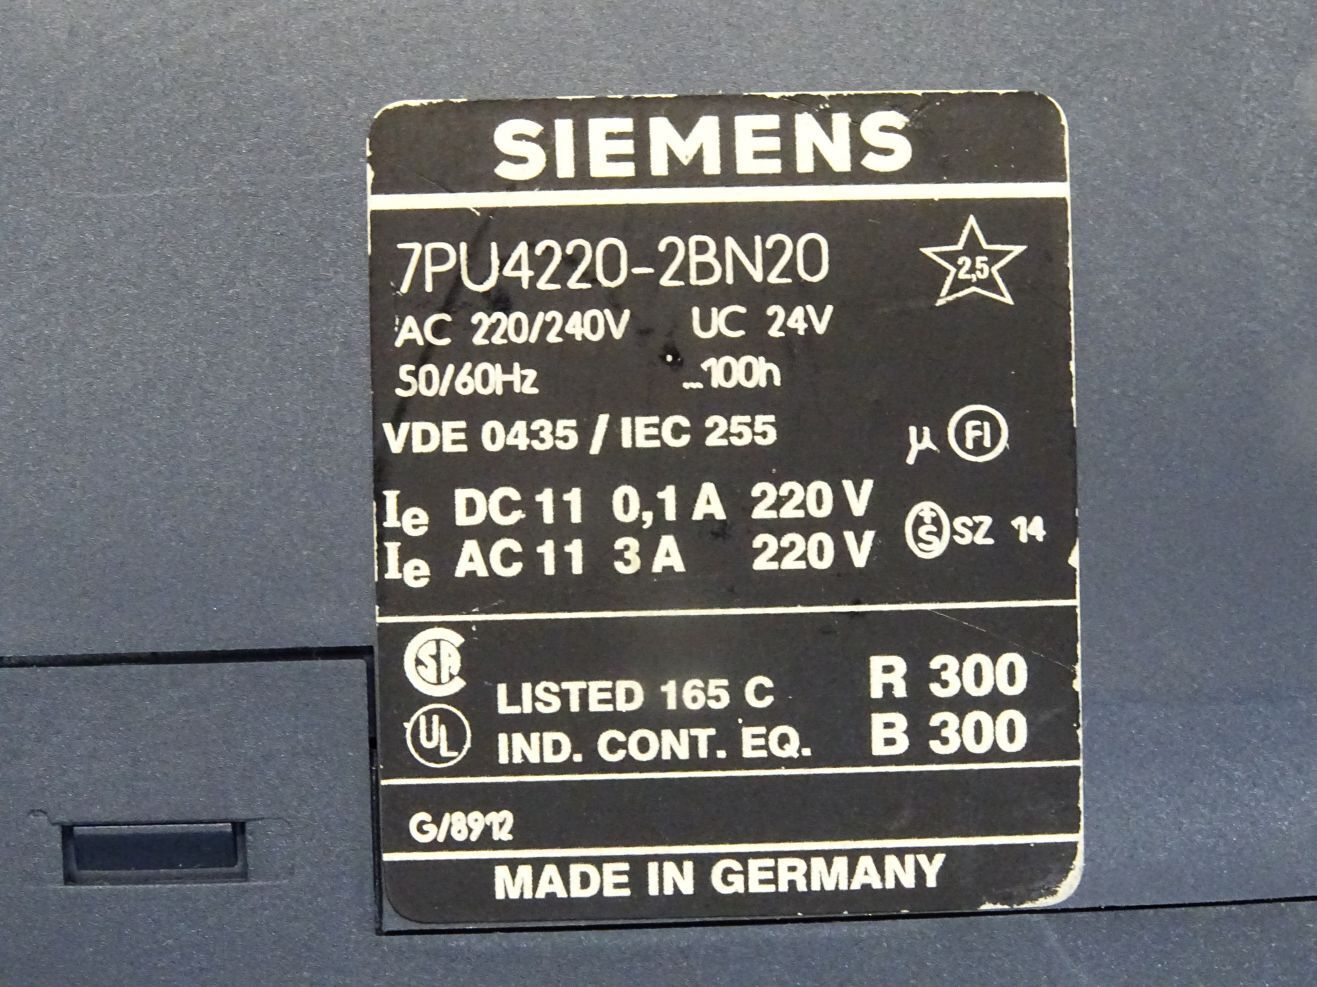 SIEMENS
7PU4220-2BN20
2,5
AC 220/240V UC 24V
50/60Hz ...100h
VDE 0435 / IEC 255 µ FI
Ie DC 11 0,1 A 220 V
+S SZ 14
Ie AC 11 3 A 220 V
SA
LISTED 165 C R 300
UL
IND. CONT. EQ. B 300
G/8912
MADE IN GERMANY